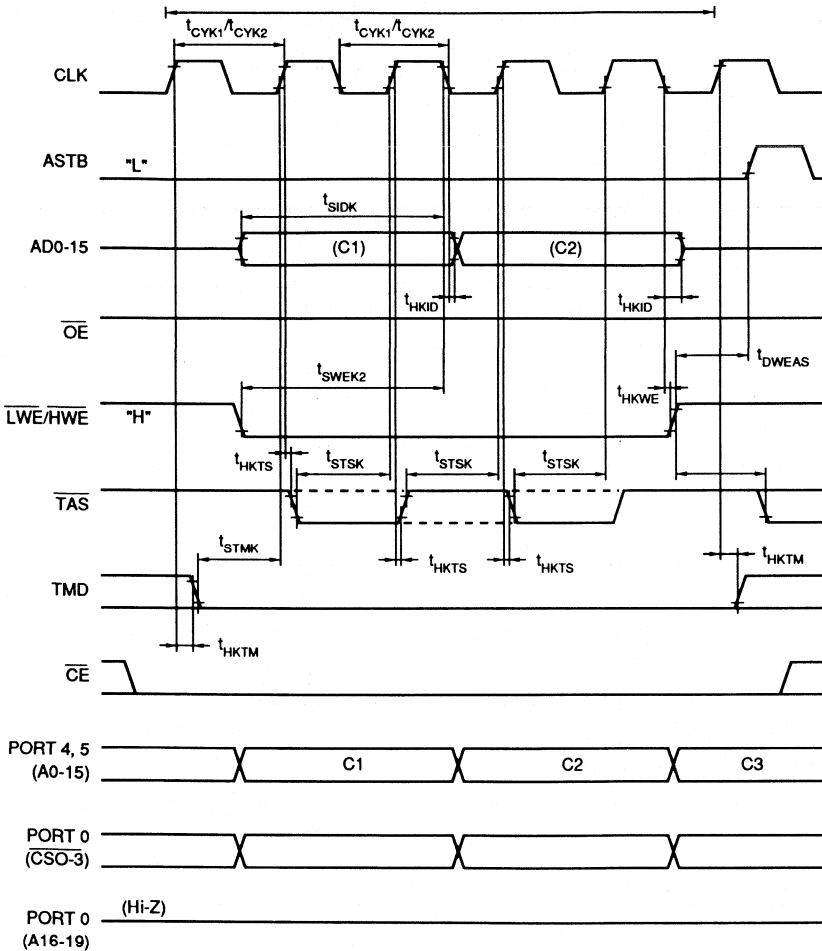 tCYK1/tCYK2 tCYK1/tCYK2
CLK
ASTB "L"
tSIDK
AD0-15 (C1) (C2)
tHKID tHKID
OE
tSWEK2 tDWEAS
tHKWE
LWE/HWE "H"
tHKTS tSTSK tSTSK tSTSK
TAS
tSTMK tHKTS tHKTS tHKTM
TMD
tHKTM
CE
PORT 4, 5
(A0-15) C1 C2 C3
PORT 0
(CSO-3)
PORT 0 (Hi-Z)
(A16-19)